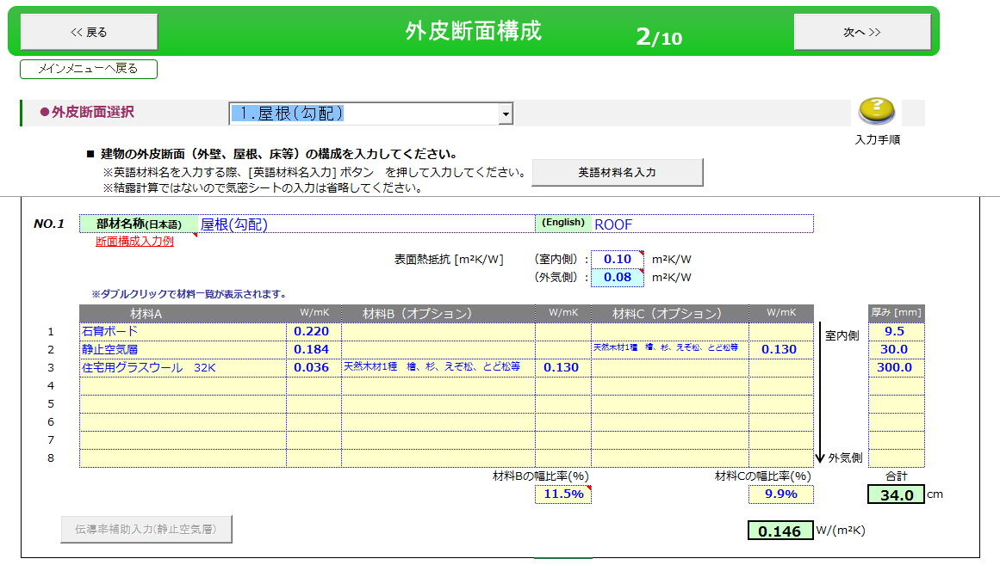 << 戻る
外皮断面構成
2/10
次へ >>
メインメニューへ戻る
●外皮断面選択
1.屋根(勾配)
?
入力手順
■ 建物の外皮断面（外壁、屋根、床等）の構成を入力してください。
※英語材料名を入力する際、[英語材料名入力] ボタン　を押して入力してください。
英語材料名入力
※結露計算ではないので気密シートの入力は省略してください。
NO.1
部材名称(日本語)
屋根(勾配)
(English)
ROOF
断面構成入力例
表面熱抵抗 [m²K/W]
（室内側）:
0.10
m²K/W
（外気側）:
0.08
m²K/W
※ダブルクリックで材料一覧が表示されます。
材料A W/mK 材料B（オプション） W/mK 材料C（オプション） W/mK 厚み [mm]
1 石膏ボード 0.220 室内側 9.5
2 静止空気層 0.184 天然木材1種　檜、杉、えぞ松、とど松等 0.130 30.0
3 住宅用グラスウール　32K 0.036 天然木材1種　檜、杉、えぞ松、とど松等 0.130 300.0
4
5
6
7
8 外気側
材料Bの幅比率(%) 材料Cの幅比率(%) 合計
11.5% 9.9% 34.0 cm
伝導率補助入力(静止空気層)
0.146 W/(m²K)